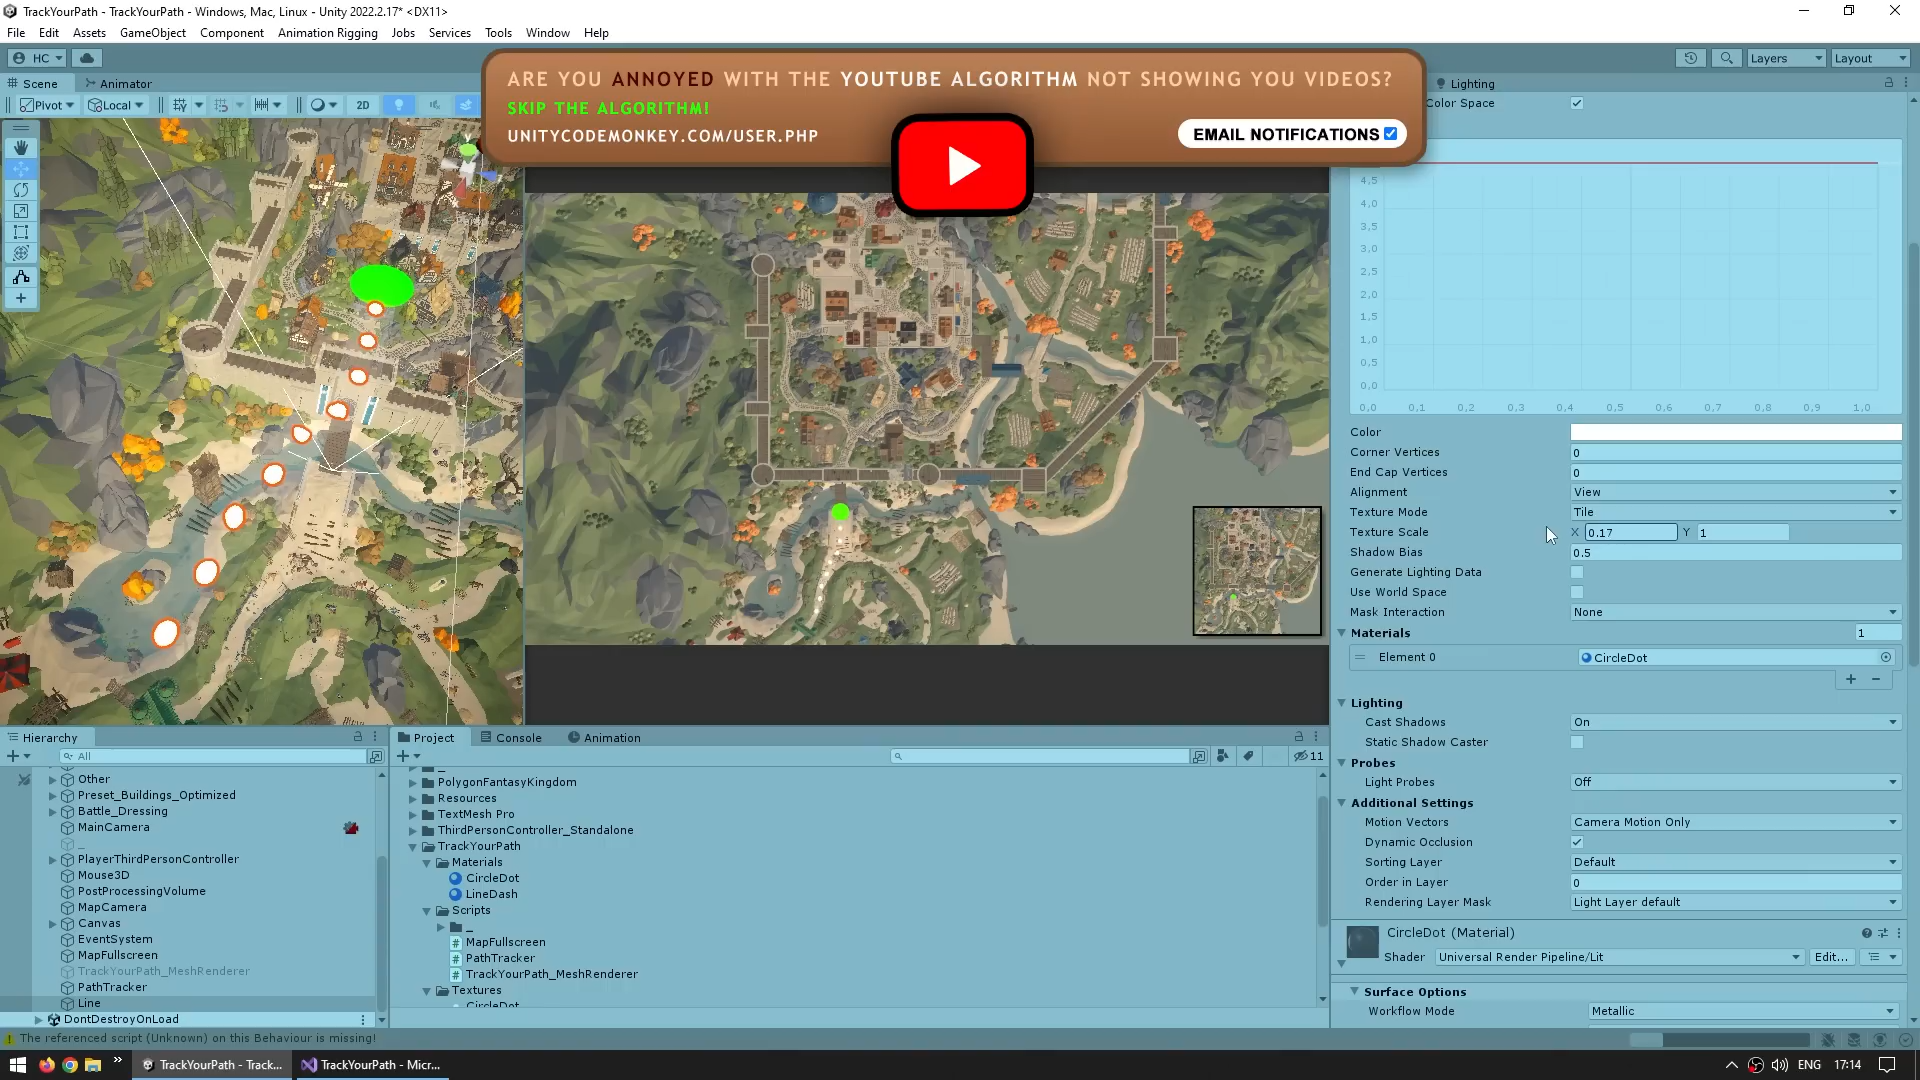 TrackYourPath - TrackYourPath - Windows, Mac, Linux - Unity 2022.2.17* <DX11>
File Edit Assets GameObject Component Animation Rigging Jobs Services Tools Window Help
HC
Layers
Layout
ARE YOU ANNOYED WITH THE YOUTUBE ALGORITHM NOT SHOWING YOU VIDEOS?
SKIP THE ALGORITHM!
UNITYCODEMONKEY.COM/USER.PHP
EMAIL NOTIFICATIONS
Scene
Animator
Pivot
Local
2D
Lighting
Color Space
4,5
4,0
3,5
3,0
2,5
2,0
1,5
1,0
0,5
0,0
0,0 0,1 0,2 0,3 0,4 0,5 0,6 0,7 0,8 0,9 1,0
Color
Corner Vertices 0
End Cap Vertices 0
Alignment View
Texture Mode Tile
Texture Scale X 0.17 Y 1
Shadow Bias 0.5
Generate Lighting Data
Use World Space
Mask Interaction None
Materials 1
Element 0 CircleDot
Lighting
Cast Shadows On
Static Shadow Caster
Probes
Light Probes Off
Additional Settings
Motion Vectors Camera Motion Only
Dynamic Occlusion
Sorting Layer Default
Order in Layer 0
Rendering Layer Mask Light Layer default
CircleDot (Material)
Shader Universal Render Pipeline/Lit Edit...
Surface Options
Workflow Mode Metallic
Hierarchy
All
Other
Preset_Buildings_Optimized
Battle_Dressing
MainCamera
_
PlayerThirdPersonController
Mouse3D
PostProcessingVolume
MapCamera
Canvas
EventSystem
MapFullscreen
TrackYourPath_MeshRenderer
PathTracker
Line
DontDestroyOnLoad
Project
Console
Animation
11
_
PolygonFantasyKingdom
Resources
TextMesh Pro
ThirdPersonController_Standalone
TrackYourPath
Materials
CircleDot
LineDash
Scripts
_
MapFullscreen
PathTracker
TrackYourPath_MeshRenderer
Textures
CircleDot
The referenced script (Unknown) on this Behaviour is missing!
TrackYourPath - Track...
TrackYourPath - Micr...
ENG
17:14